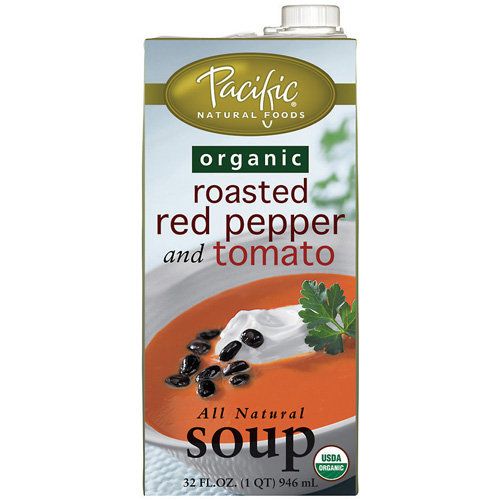 Pacific®
NATURAL FOODS
organic
roasted
red pepper
and tomato
All Natural
soup
USDA
ORGANIC
32 FL.OZ. (1 QT) 946 mL